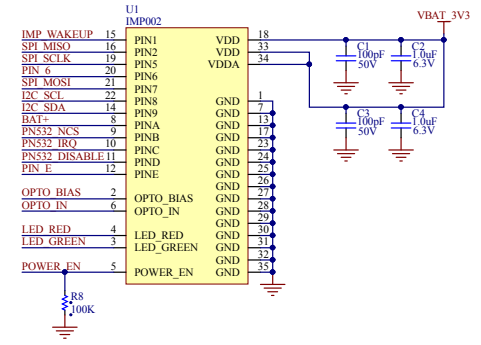 U1
IMP002
VBAT_3V3
IMP_WAKEUP 15 PIN1 VDD 18
SPI_MISO 16 PIN2 VDD 33
SPI_SCLK 19 PIN5 VDDA 34
PIN_6 20 PIN6
SPI_MOSI 21 PIN7
I2C_SCL 22 PIN8 GND 1
I2C_SDA 14 PIN9 GND 7
BAT+ 8 PINA GND 13
PN532_NCS 9 PINB GND 17
PN532_IRQ 10 PINC GND 23
PN532_DISABLE 11 PIND GND 24
PIN_E 12 PINE GND 25
GND 26
OPTO_BIAS 2 OPTO_BIAS GND 27
OPTO_IN 6 OPTO_IN GND 28
GND 29
LED_RED 4 LED_RED GND 30
LED_GREEN 3 LED_GREEN GND 31
GND 32
POWER_EN 5 POWER_EN GND 35
C1
100pF
50V
C2
1.0uF
6.3V
C3
100pF
50V
C4
1.0uF
6.3V
R8
100K